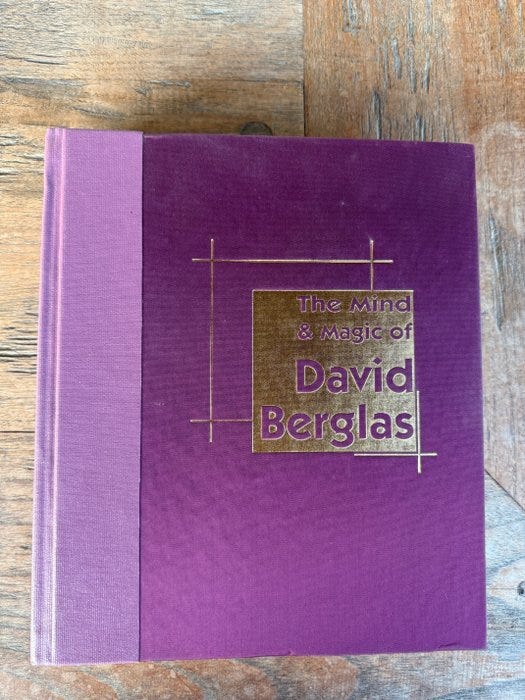 The Mind
& Magic of
David
Berglas